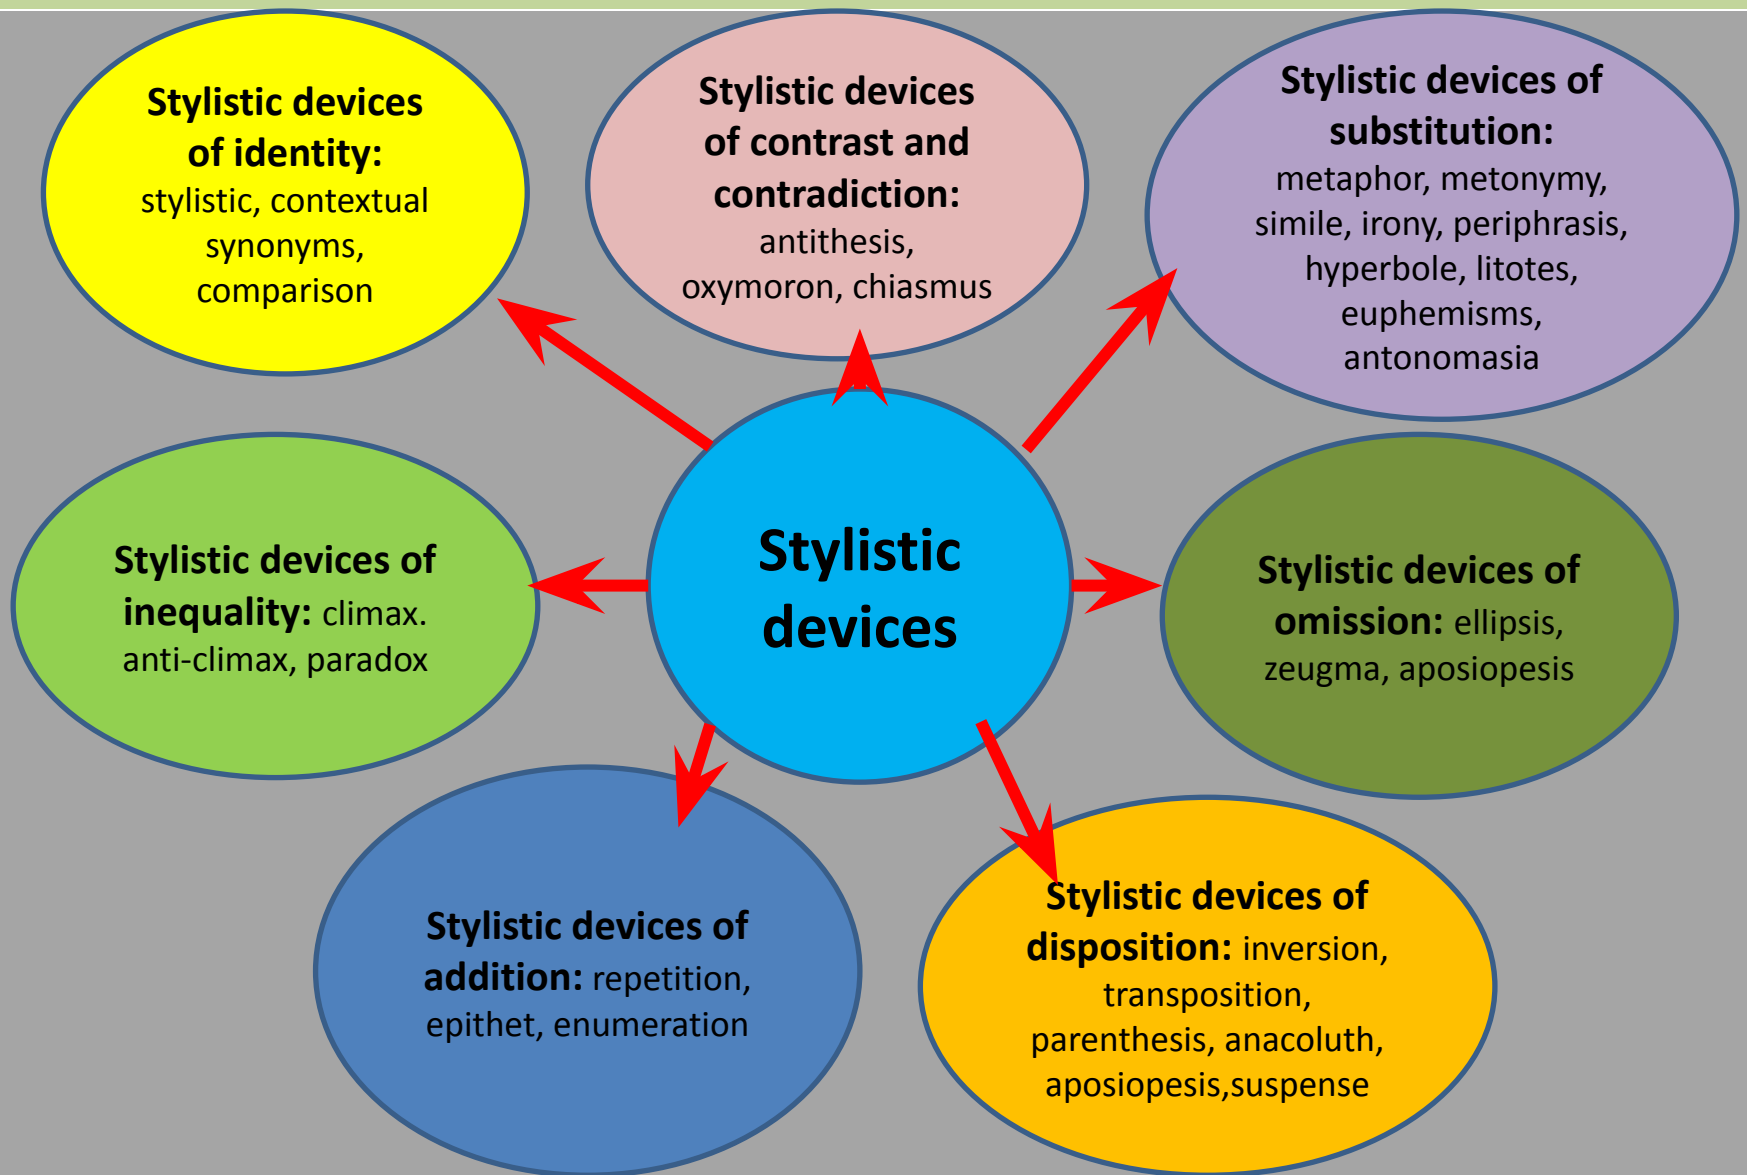 Stylistic devices
of identity:
stylistic, contextual
synonyms,
comparison
Stylistic devices
of contrast and
contradiction:
antithesis,
oxymoron, chiasmus
Stylistic devices of
substitution:
metaphor, metonymy,
simile, irony, periphrasis,
hyperbole, litotes,
euphemisms,
antonomasia
Stylistic devices of
inequality: climax.
anti-climax, paradox
Stylistic
devices
Stylistic devices of
omission: ellipsis,
zeugma, aposiopesis
Stylistic devices of
addition: repetition,
epithet, enumeration
Stylistic devices of
disposition: inversion,
transposition,
parenthesis, anacoluth,
aposiopesis,suspense